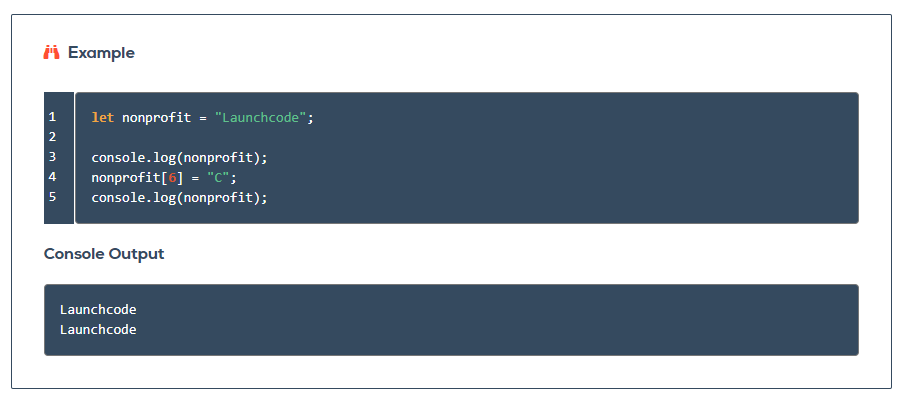 Example
1 let nonprofit = "Launchcode";
2
3 console.log(nonprofit);
4 nonprofit[6] = "C";
5 console.log(nonprofit);
Console Output
Launchcode
Launchcode